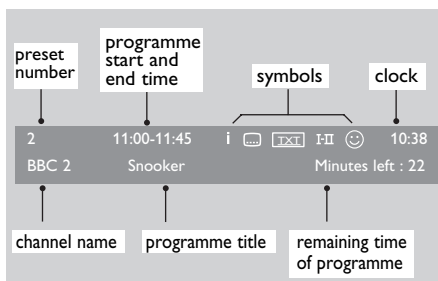 preset
number
programme
start and
end time
symbols
clock
2 11:00-11:45 i TXT I-II 10:38
BBC 2 Snooker Minutes left : 22
channel name
programme title
remaining time
of programme